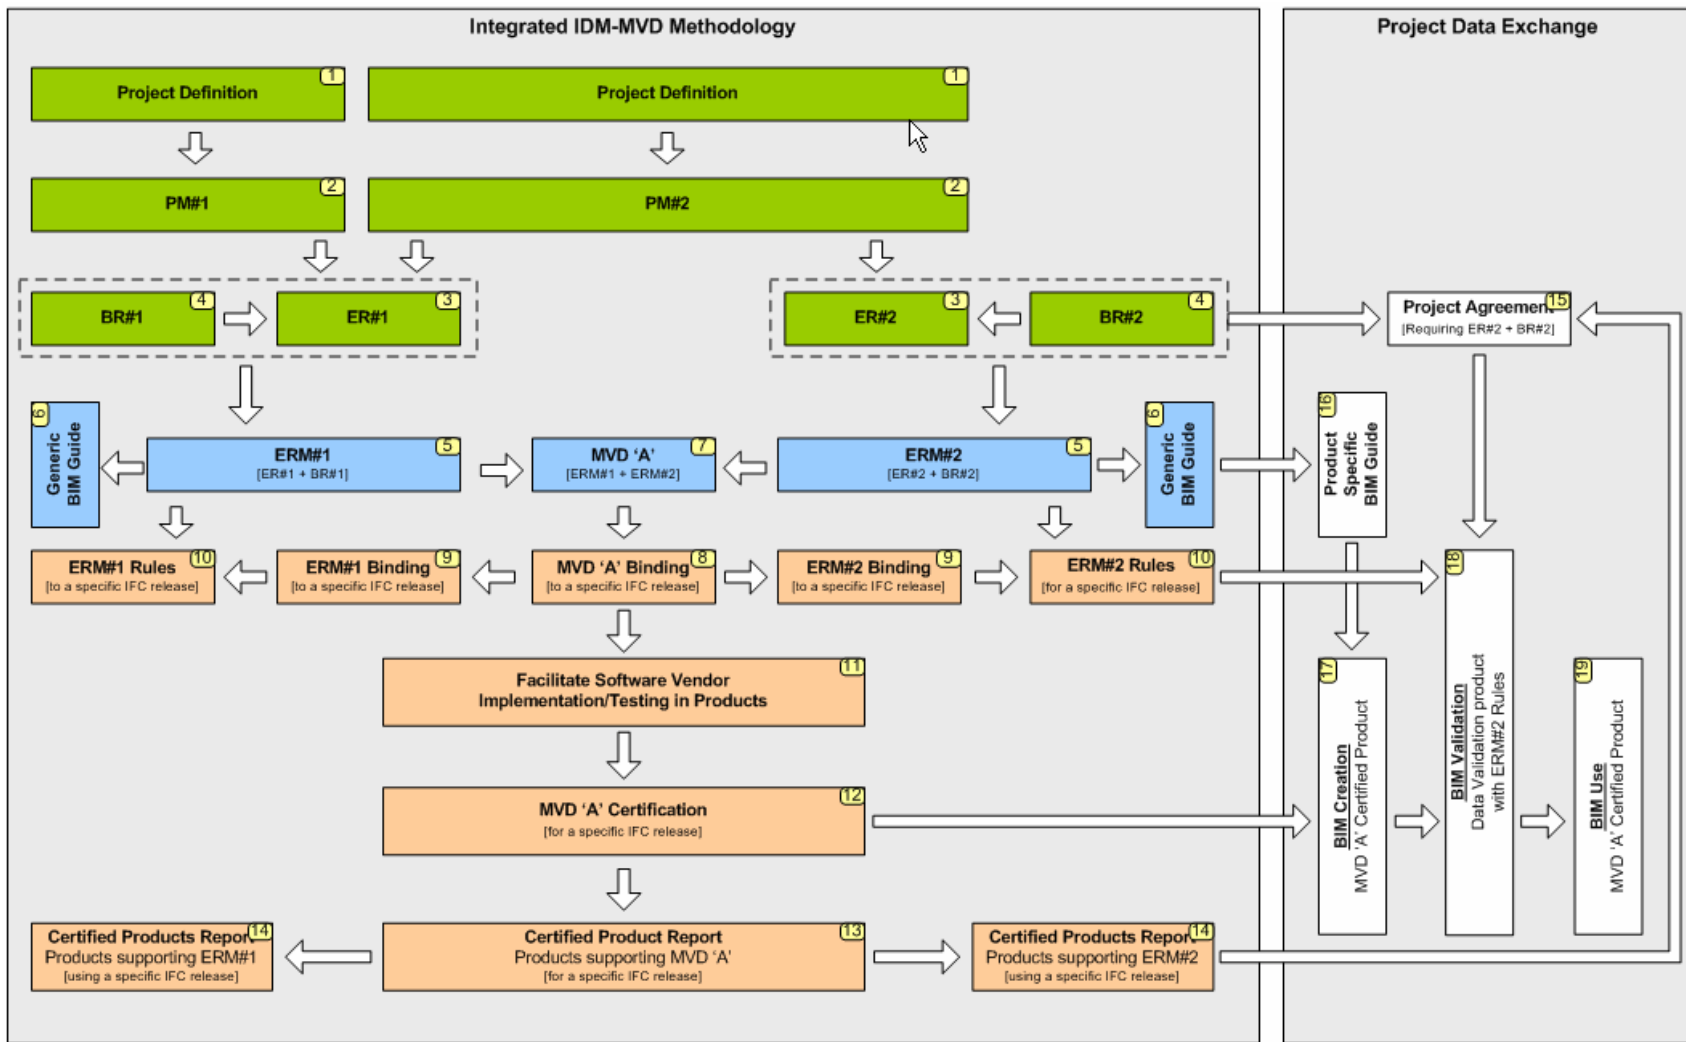 Integrated IDM-MVD Methodology
Project Data Exchange
Project Definition
1
Project Definition
1
PM#1
2
PM#2
2
BR#1
4
ER#1
3
ER#2
3
BR#2
4
Project Agreement
15
[Requiring ER#2 + BR#2]
6
Generic
BIM Guide
ERM#1
5
[ER#1 + BR#1]
MVD ‘A’
7
[ERM#1 + ERM#2]
ERM#2
5
[ER#2 + BR#2]
6
Generic
BIM Guide
16
Product
Specific
BIM Guide
ERM#1 Rules
10
[to a specific IFC release]
ERM#1 Binding
9
[to a specific IFC release]
MVD ‘A’ Binding
8
[to a specific IFC release]
ERM#2 Binding
9
[to a specific IFC release]
ERM#2 Rules
10
[for a specific IFC release]
18
BIM Validation
Data Validation product
with ERM#2 Rules
Facilitate Software Vendor
Implementation/Testing in Products
11
17
BIM Creation
MVD ‘A’ Certified Product
19
BIM Use
MVD ‘A’ Certified Product
MVD ‘A’ Certification
12
[for a specific IFC release]
Certified Products Report
14
Products supporting ERM#1
[using a specific IFC release]
Certified Product Report
13
Products supporting MVD ‘A’
[for a specific IFC release]
Certified Products Report
14
Products supporting ERM#2
[using a specific IFC release]